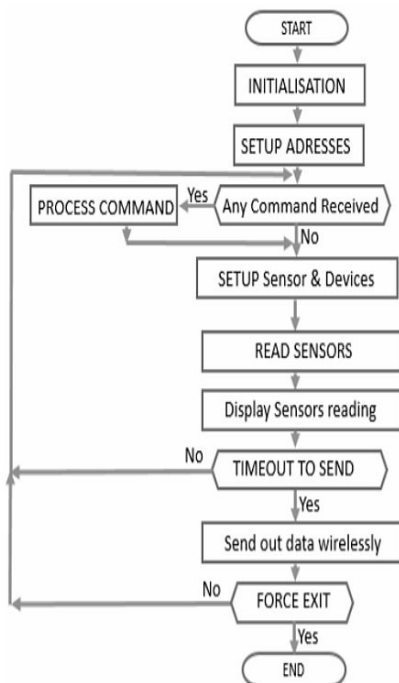 START
INITIALISATION
SETUP ADRESSES
PROCESS COMMAND
Yes
Any Command Received
No
SETUP Sensor & Devices
READ SENSORS
Display Sensors reading
No
TIMEOUT TO SEND
Yes
Send out data wirelessly
No
FORCE EXIT
Yes
END